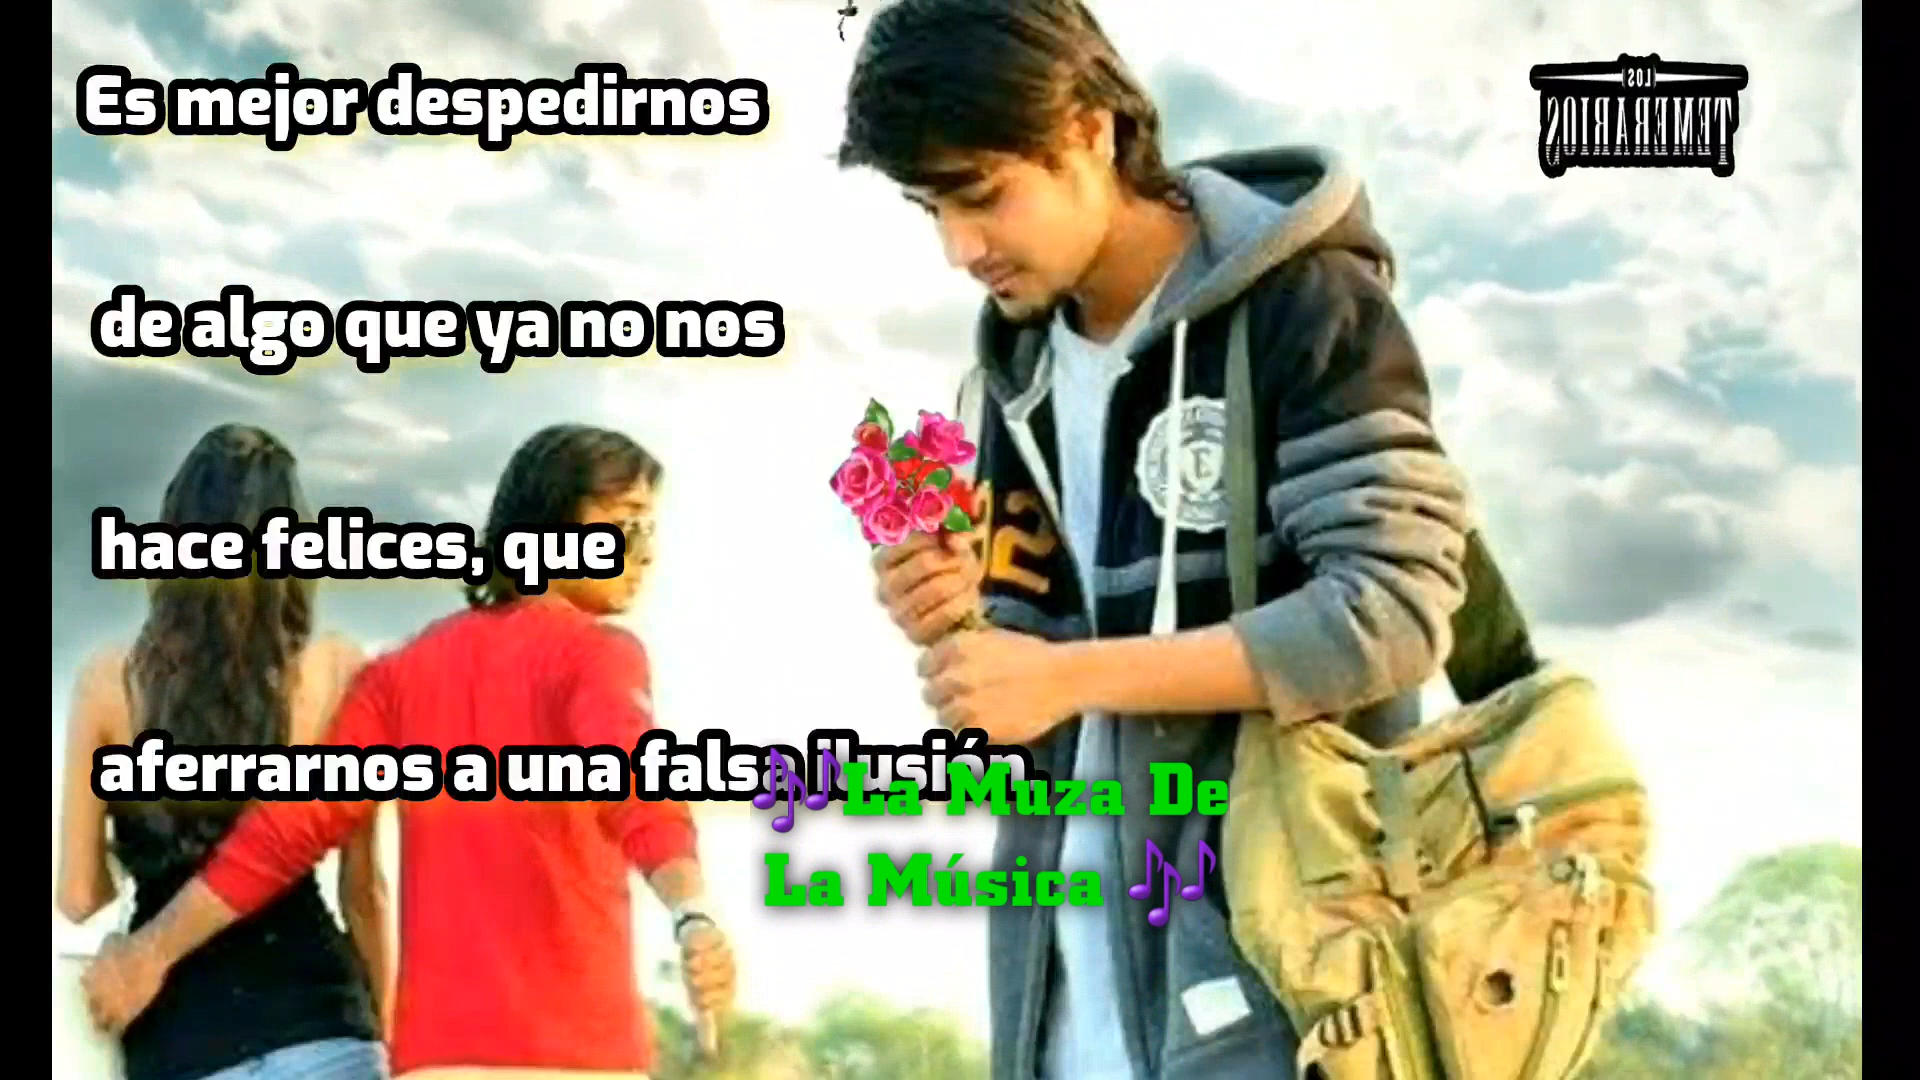 Es mejor despedirnos
(LOS)
TEMERARIOS
de algo que ya no nos
hace felices, que
aferrarnos a una falsa ilusión.
🎶La Muza De
La Música🎶